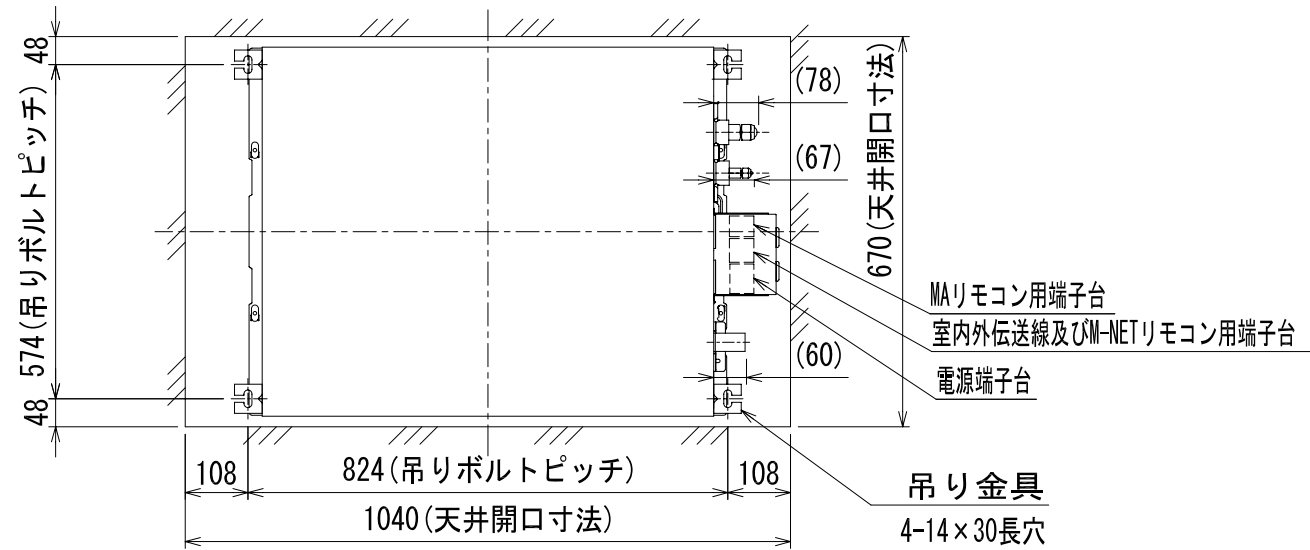 48
574(吊りボルトピッチ)
48
(78)
(67)
(60)
670(天井開口寸法)
MAリモコン用端子台
室内外伝送線及びM-NETリモコン用端子台
電源端子台
108
824(吊りボルトピッチ)
108
1040(天井開口寸法)
吊り金具
4-14×30長穴